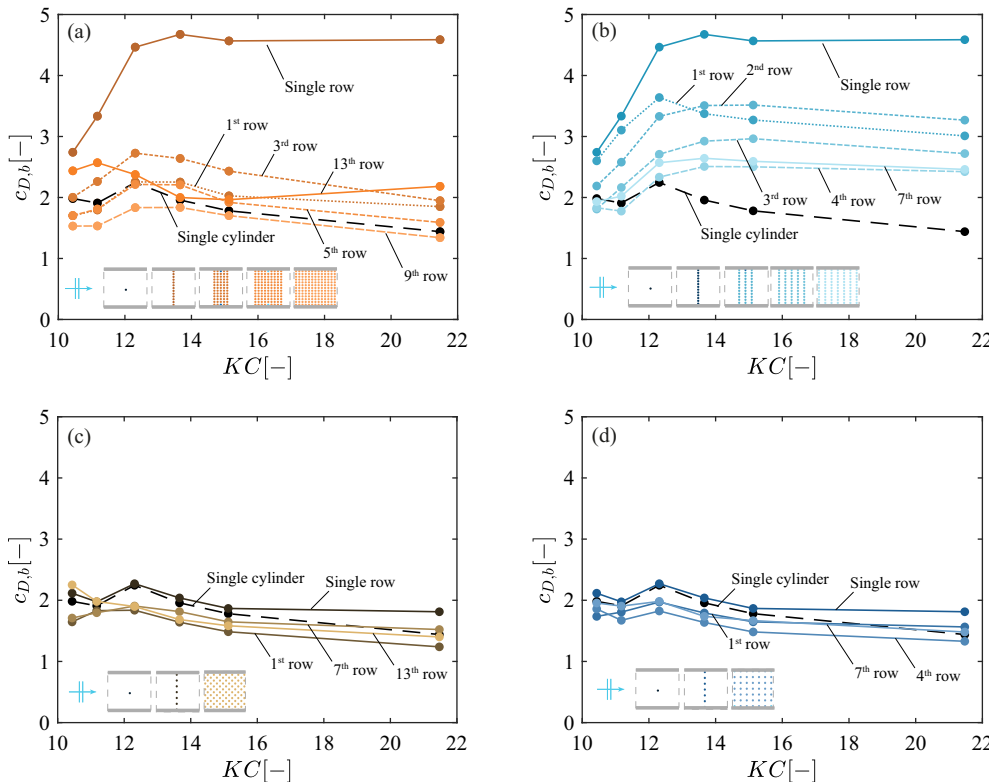 (a)
5
4
3
2
1
0
c_{D,b}[−]
Single row
1st row
3rd row
13th row
Single cylinder
5th row
9th row
10 12 14 16 18 20 22
KC[−]
(b)
5
4
3
2
1
0
c_{D,b}[−]
1st row
2nd row
Single row
3rd row
4th row
7th row
Single cylinder
10 12 14 16 18 20 22
KC[−]
(c)
5
4
3
2
1
0
c_{D,b}[−]
Single cylinder
Single row
1st row
7th row
13th row
10 12 14 16 18 20 22
KC[−]
(d)
5
4
3
2
1
0
c_{D,b}[−]
Single cylinder
Single row
1st row
7th row
4th row
10 12 14 16 18 20 22
KC[−]